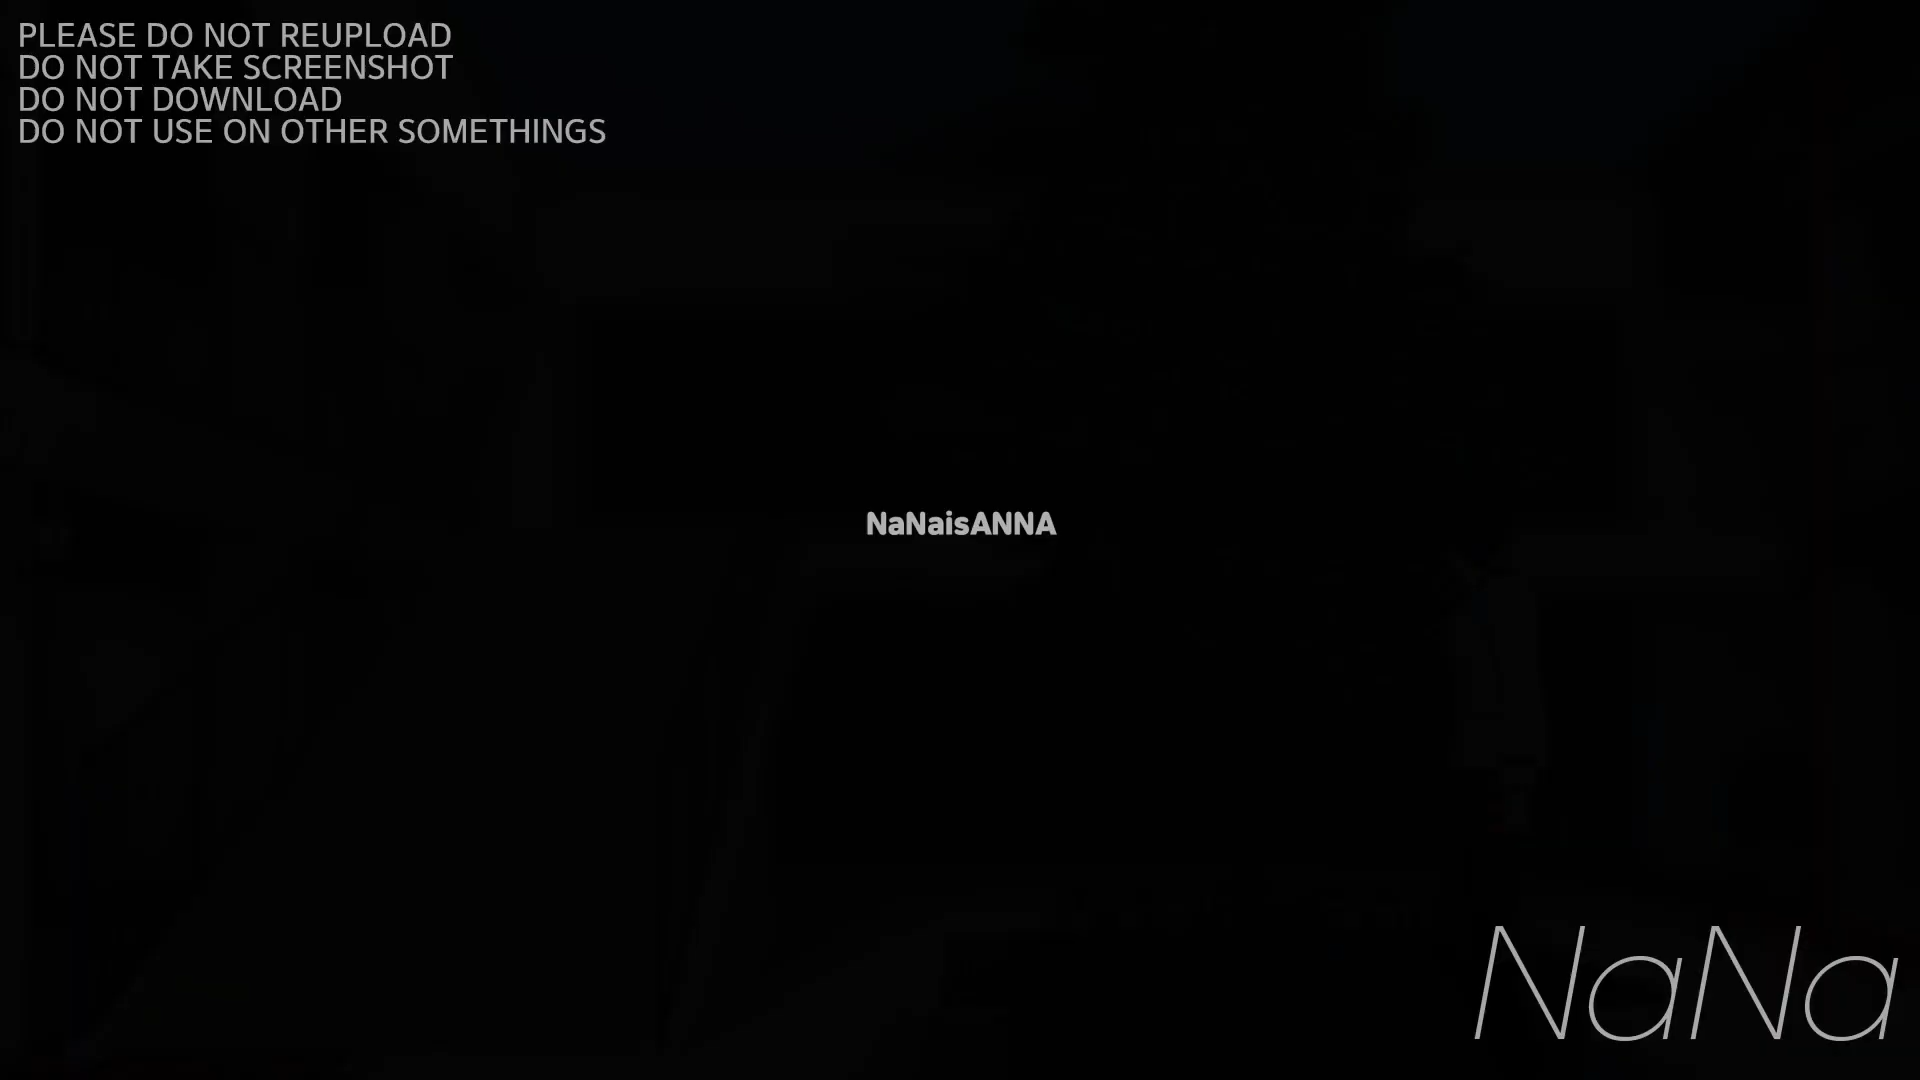 PLEASE DO NOT REUPLOAD
DO NOT TAKE SCREENSHOT
DO NOT DOWNLOAD
DO NOT USE ON OTHER SOMETHINGS
NaNaisANNA
NaNa